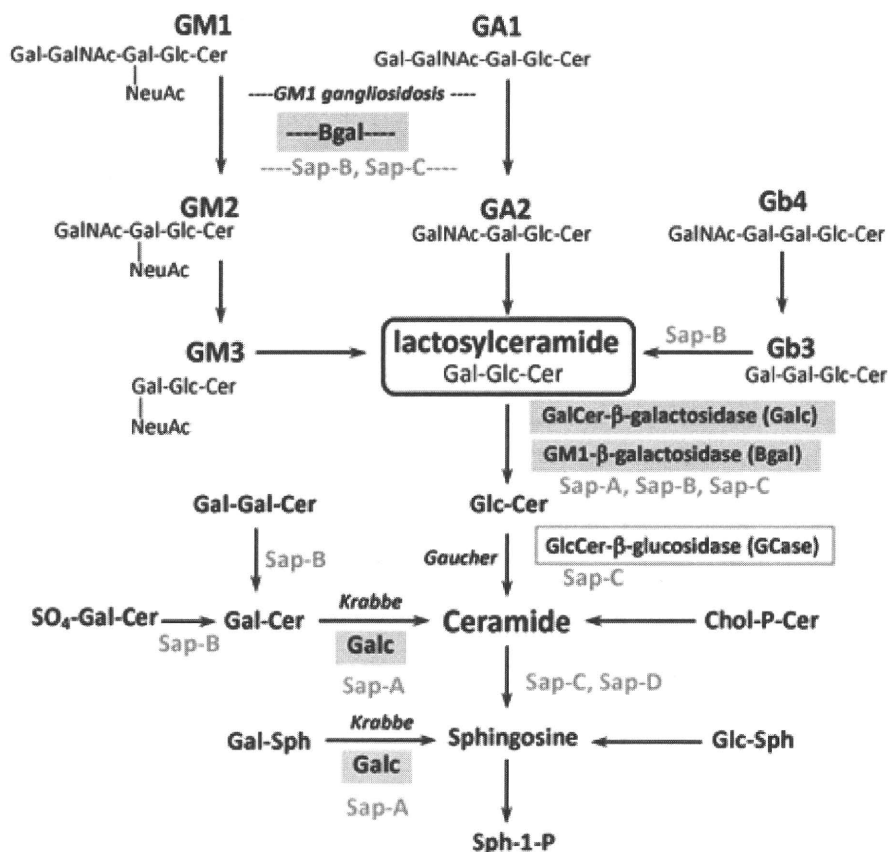 GM1
Gal-GalNAc-Gal-Glc-Cer
NeuAc
GA1
Gal-GalNAc-Gal-Glc-Cer
----GM1 gangliosidosis ----
----Bgal----
----Sap-B, Sap-C----
GM2
GalNAc-Gal-Glc-Cer
NeuAc
GA2
GalNAc-Gal-Glc-Cer
Gb4
GalNAc-Gal-Gal-Glc-Cer
GM3
Gal-Glc-Cer
NeuAc
lactosylceramide
Gal-Glc-Cer
Sap-B
Gb3
Gal-Gal-Glc-Cer
GalCer-β-galactosidase (Galc)
GM1-β-galactosidase (Bgal)
Sap-A, Sap-B, Sap-C
Gal-Gal-Cer
Glc-Cer
Sap-B
Gaucher
GlcCer-β-glucosidase (GCase)
Sap-C
SO₄-Gal-Cer
Sap-B
Gal-Cer
Krabbe
Galc
Sap-A
Ceramide
Chol-P-Cer
Sap-C, Sap-D
Gal-Sph
Krabbe
Galc
Sap-A
Sphingosine
Glc-Sph
Sph-1-P